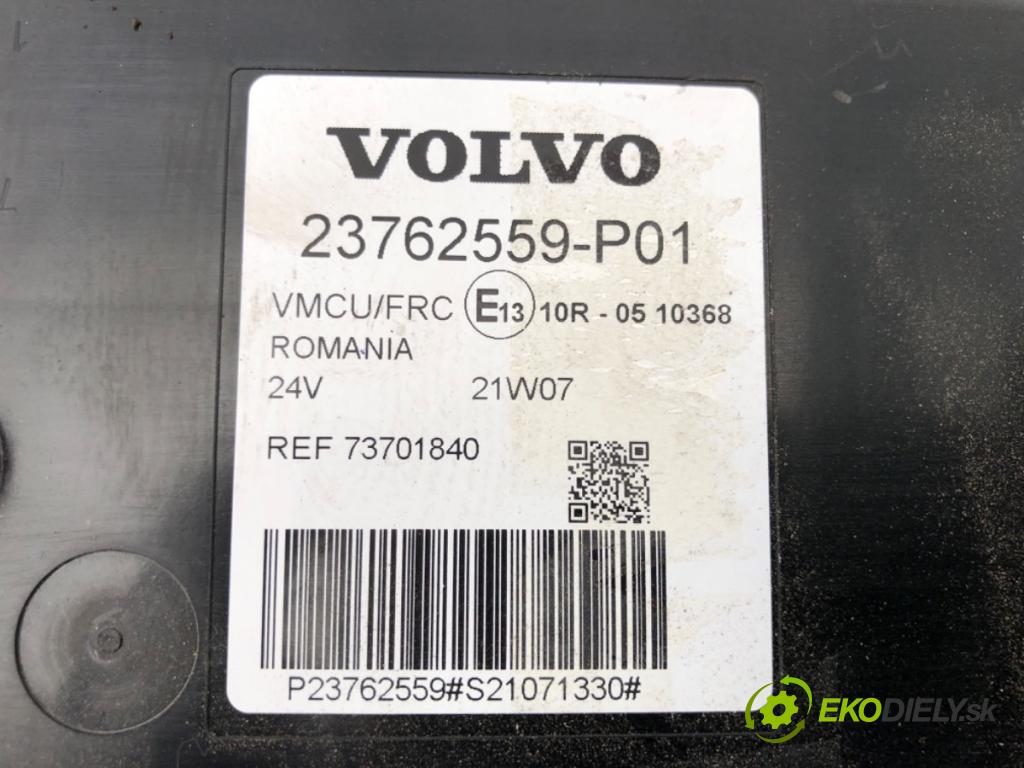 VOLVO
23762559-P01
VMCU/FRC E13 10R - 05 10368
ROMANIA
24V 21W07
REF 73701840
P23762559#S21071330#
EKODIELY.sk